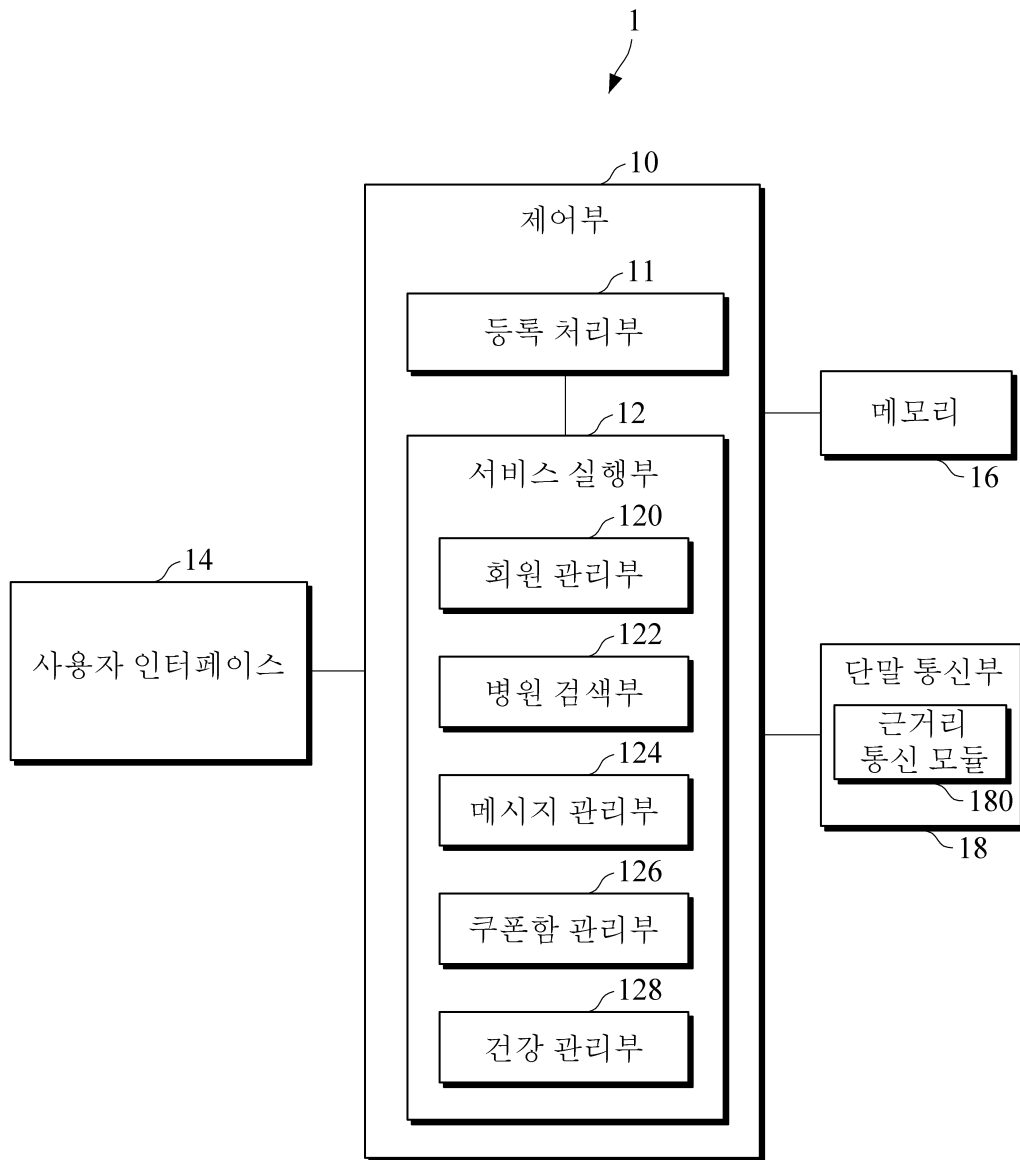 1
10
제어부
11
등록 처리부
12
서비스 실행부
120
회원 관리부
122
병원 검색부
124
메시지 관리부
126
쿠폰함 관리부
128
건강 관리부
14
사용자 인터페이스
메모리
16
단말 통신부
근거리
통신 모듈
180
18